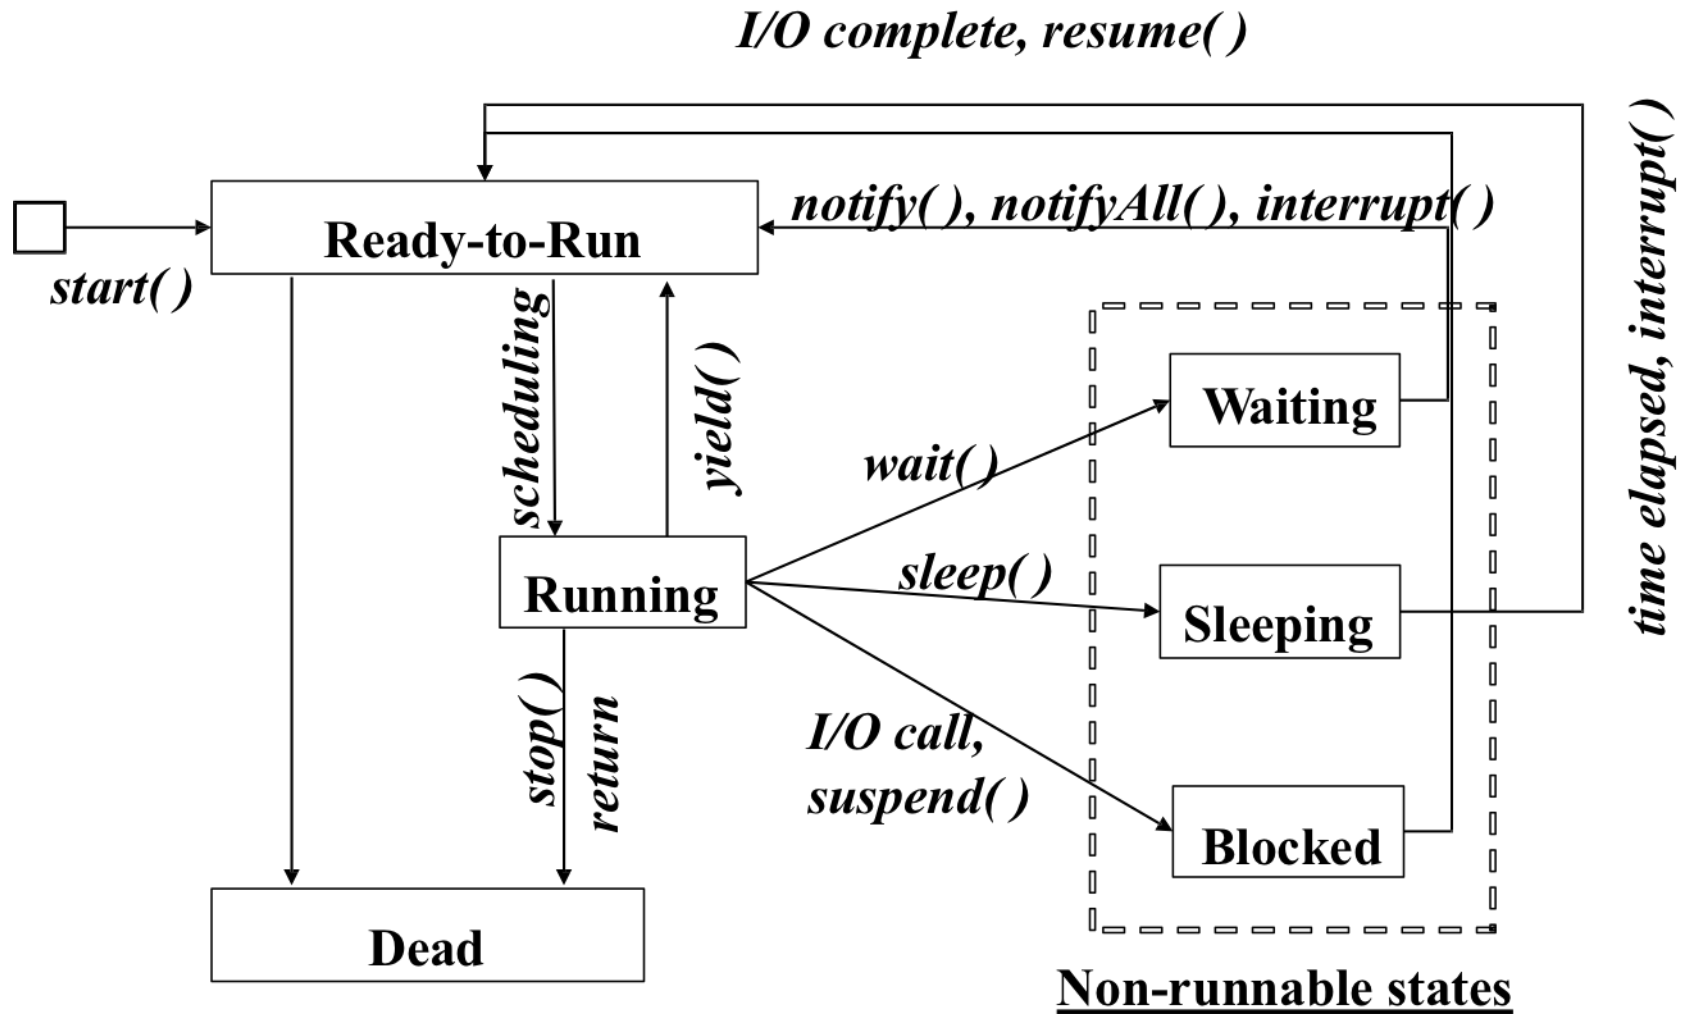 I/O complete, resume( )
notify( ), notifyAll( ), interrupt( )
time elapsed, interrupt( )
Ready-to-Run
start( )
scheduling
yield( )
Waiting
wait( )
sleep( )
Running
Sleeping
stop( )
return
I/O call,
suspend( )
Blocked
Dead
Non-runnable states